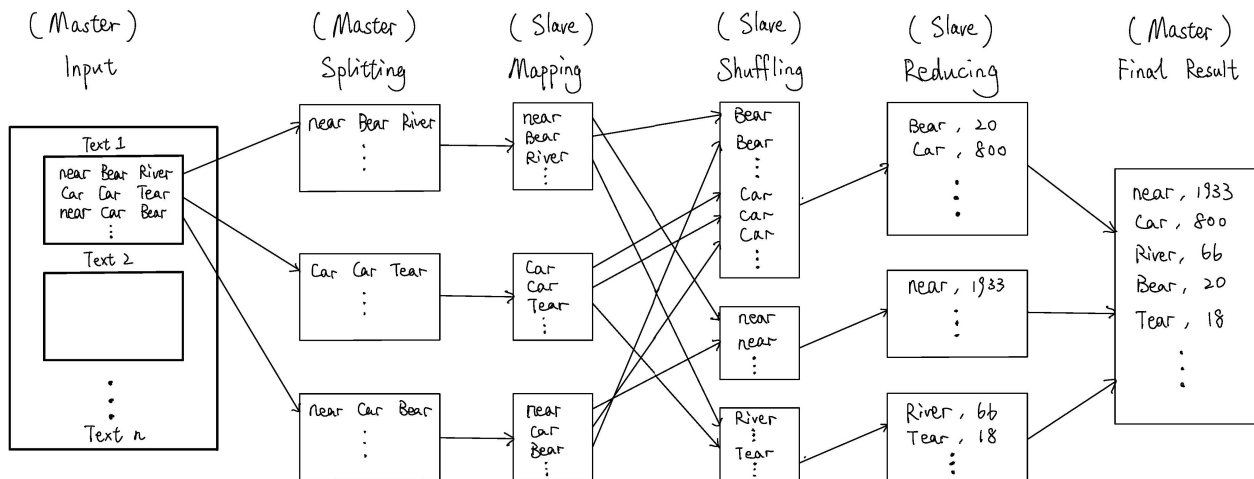 (Master)
Input
Text 1
near Bear River
Car Car Tear
near Car Bear
⋮
Text 2
⋮
Text n
(Master)
Splitting
near Bear River
⋮
Car Car Tear
⋮
near Car Bear
⋮
(Slave)
Mapping
near
Bear
River
⋮
Car
Car
Tear
⋮
near
Car
Bear
⋮
(Slave)
Shuffling
Bear
Bear
⋮
Car
Car
Car
⋮
near
near
⋮
River
⋮
Tear
⋮
(Slave)
Reducing
Bear, 20
Car, 800
⋮
near, 1933
⋮
River, 66
Tear, 18
⋮
(Master)
Final Result
near, 1933
Car, 800
River, 66
Bear, 20
Tear, 18
⋮